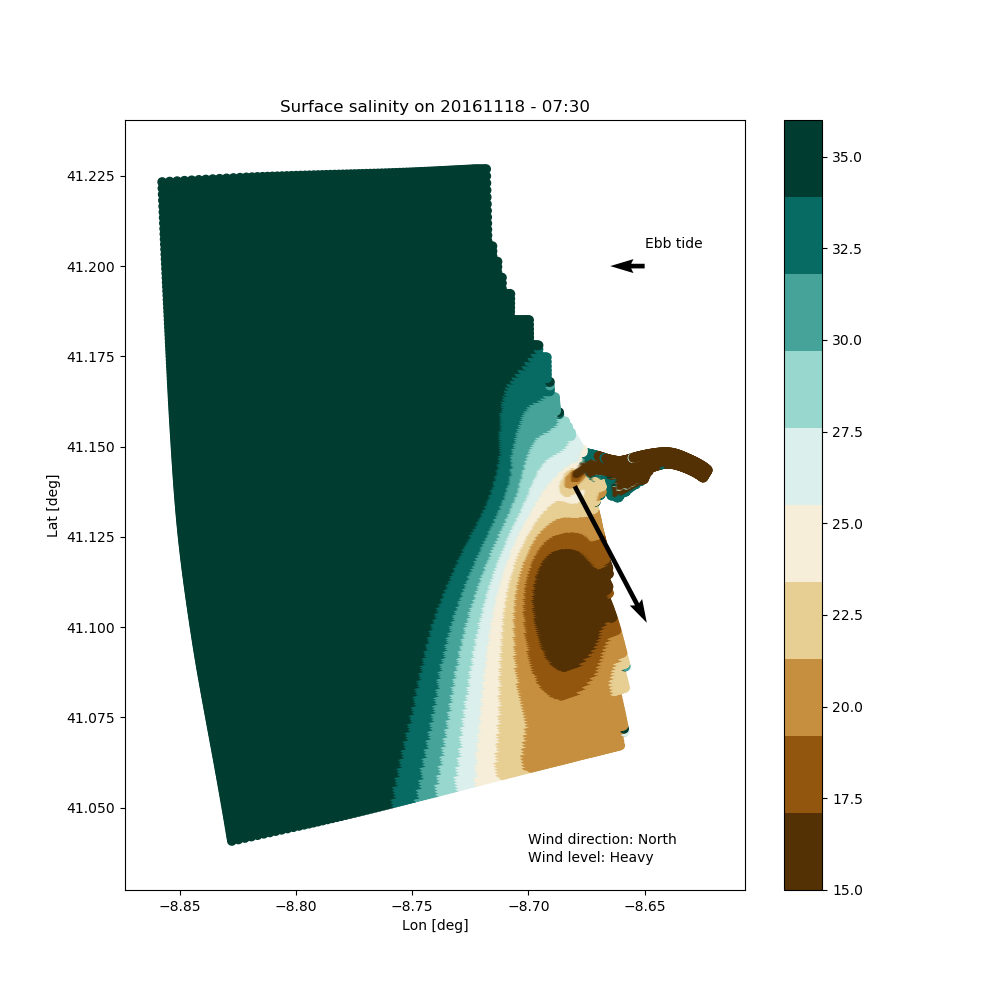 Surface salinity on 20161118 - 07:30
Lat [deg]
41.225
41.200
41.175
41.150
41.125
41.100
41.075
41.050
Ebb tide
Wind direction: North
Wind level: Heavy
−8.85 −8.80 −8.75 −8.70 −8.65
Lon [deg]
35.0
32.5
30.0
27.5
25.0
22.5
20.0
17.5
15.0